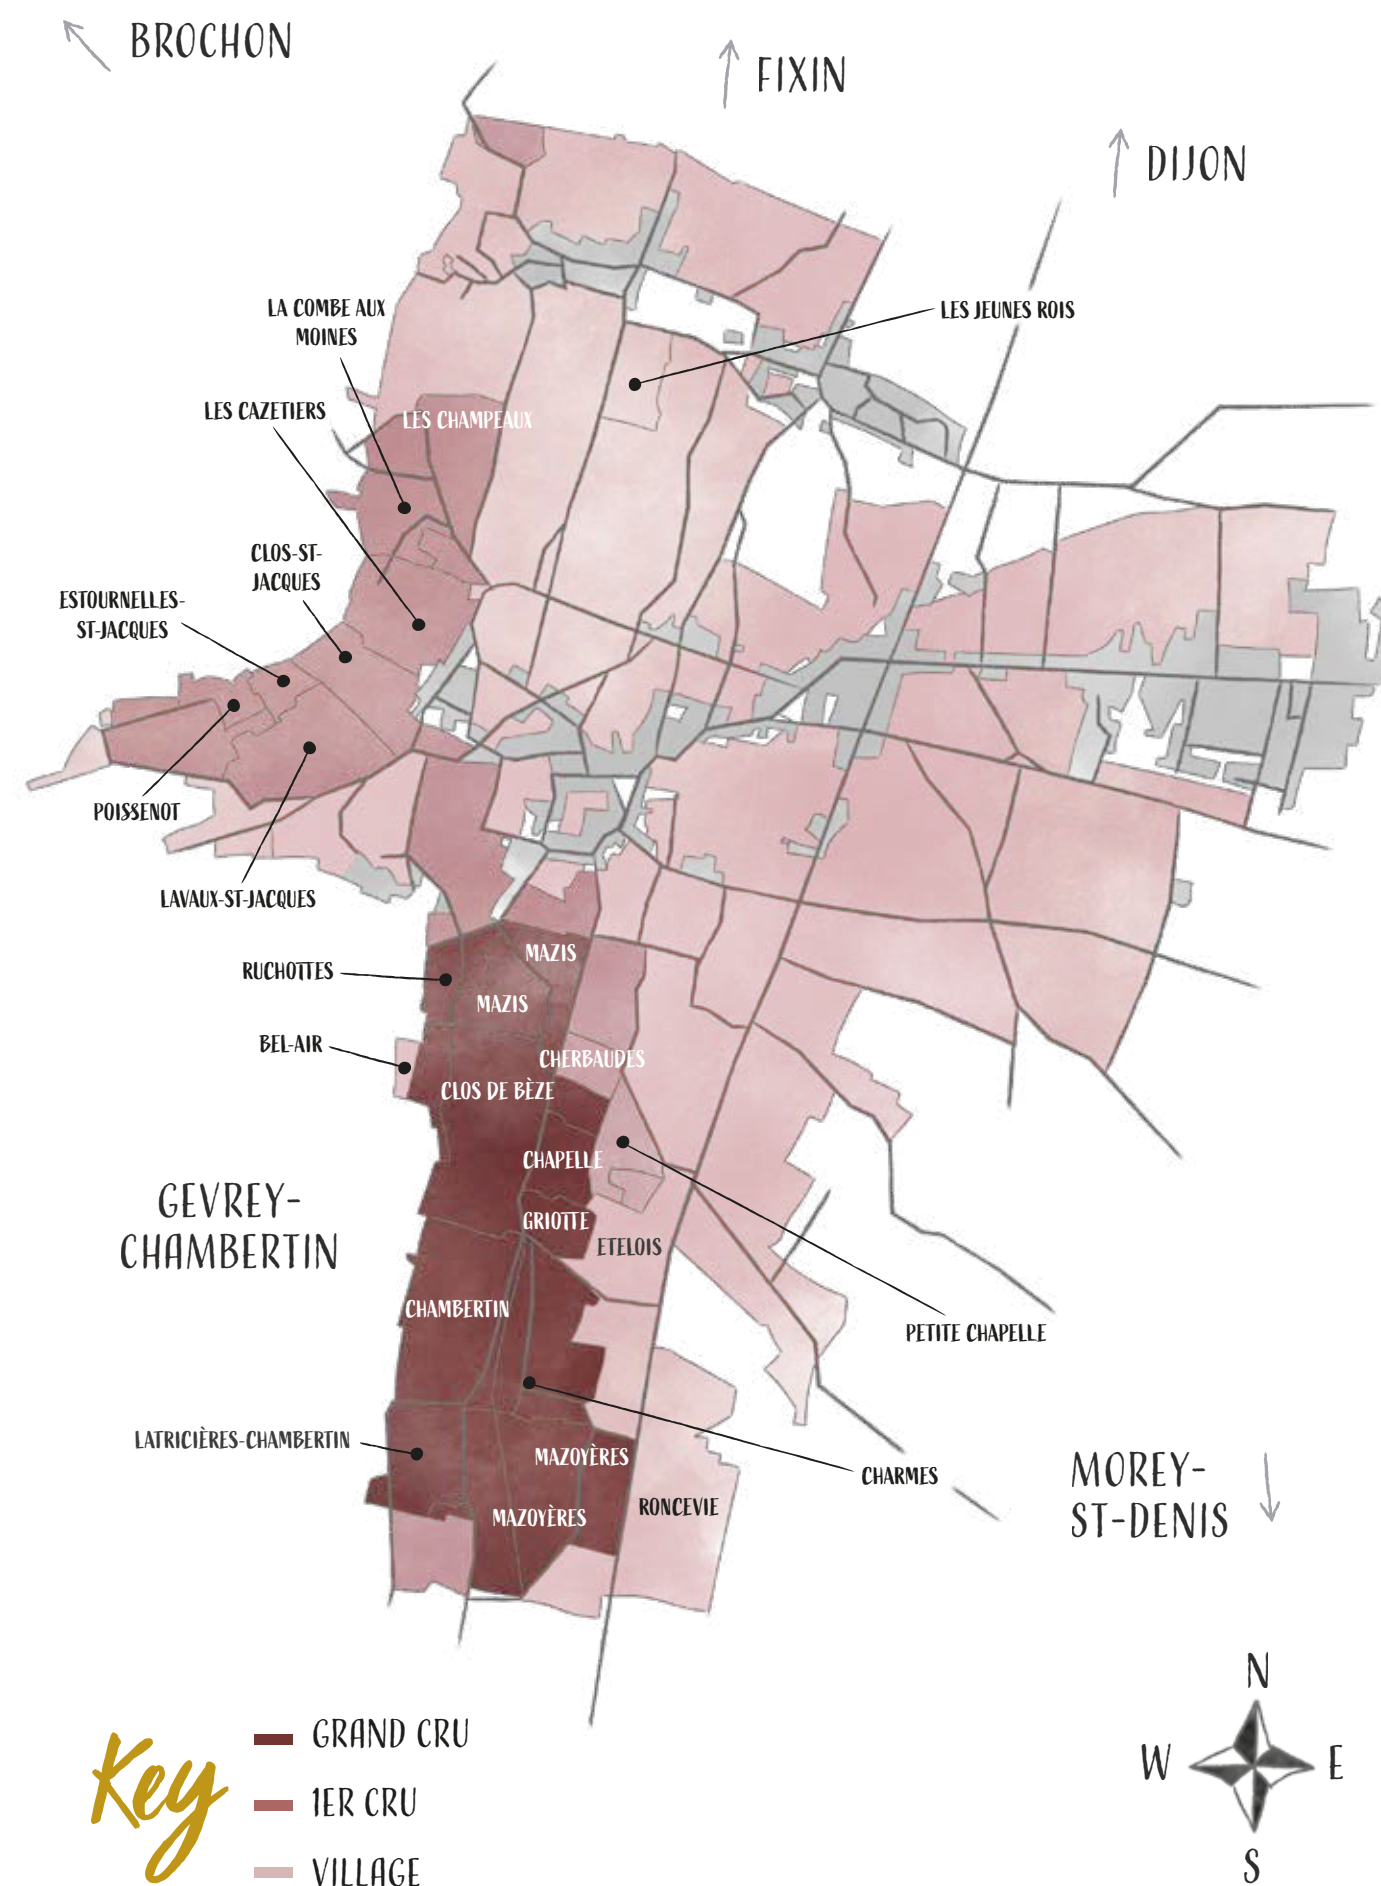 BROCHON
FIXIN
DIJON
LA COMBE AUX
MOINES
LES JEUNES ROIS
LES CAZETIERS
LES CHAMPEAUX
CLOS-ST-
JACQUES
ESTOURNELLES-
ST-JACQUES
POISSENOT
LAVAUX-ST-JACQUES
MAZIS
RUCHOTTES
MAZIS
BEL-AIR
CHERBAUDES
CLOS DE BÈZE
CHAPELLE
GEVREY-
CHAMBERTIN
GRIOTTE
ETELOIS
CHAMBERTIN
PETITE CHAPELLE
LATRICIÈRES-CHAMBERTIN
MAZOYÈRES
CHARMES
MOREY-
ST-DENIS
RONCEVIE
MAZOYÈRES
N
W
E
S
Key
GRAND CRU
1ER CRU
VILLAGE